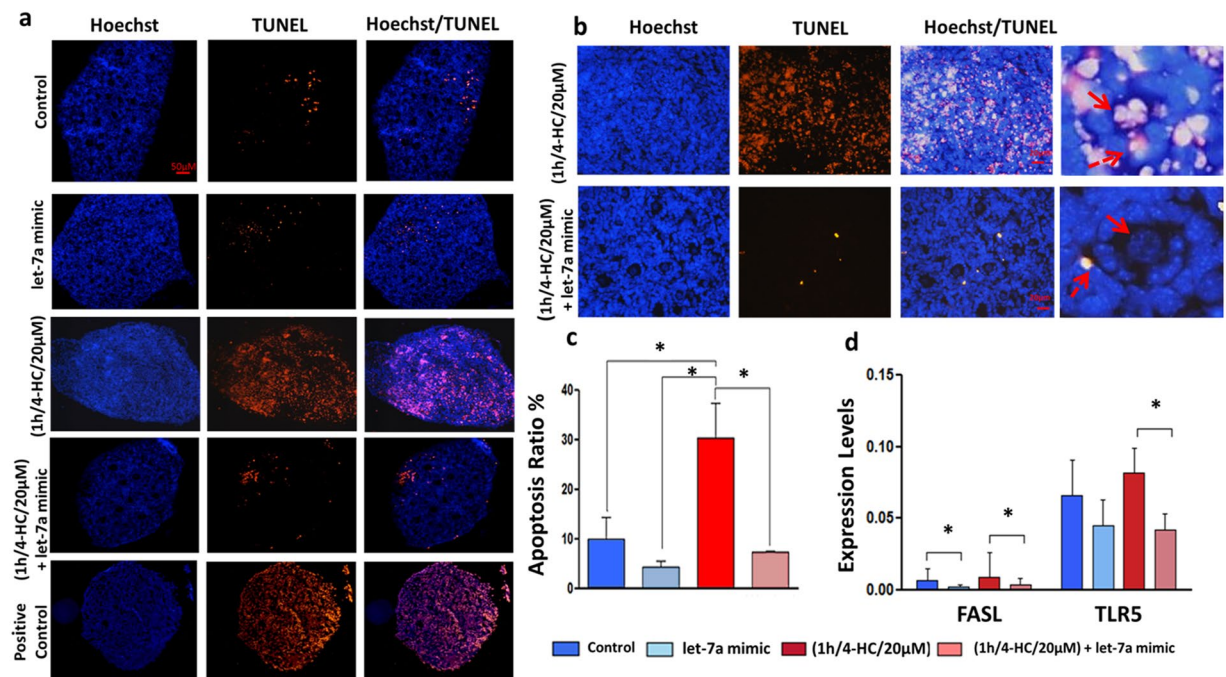 a
Hoechst
TUNEL
Hoechst/TUNEL
Control
50µM
let-7a mimic
(1h/4-HC/20µM)
(1h/4-HC/20µM)
+ let-7a mimic
Positive
Control
b
Hoechst
TUNEL
Hoechst/TUNEL
(1h/4-HC/20µM)
(1h/4-HC/20µM)
+ let-7a mimic
c
Apoptosis Ratio %
40
30
20
10
0
*
*
*
d
Expression Levels
0.15
0.10
0.05
0.00
*
*
*
FASL
TLR5
Control
let-7a mimic
(1h/4-HC/20µM)
(1h/4-HC/20µM) + let-7a mimic